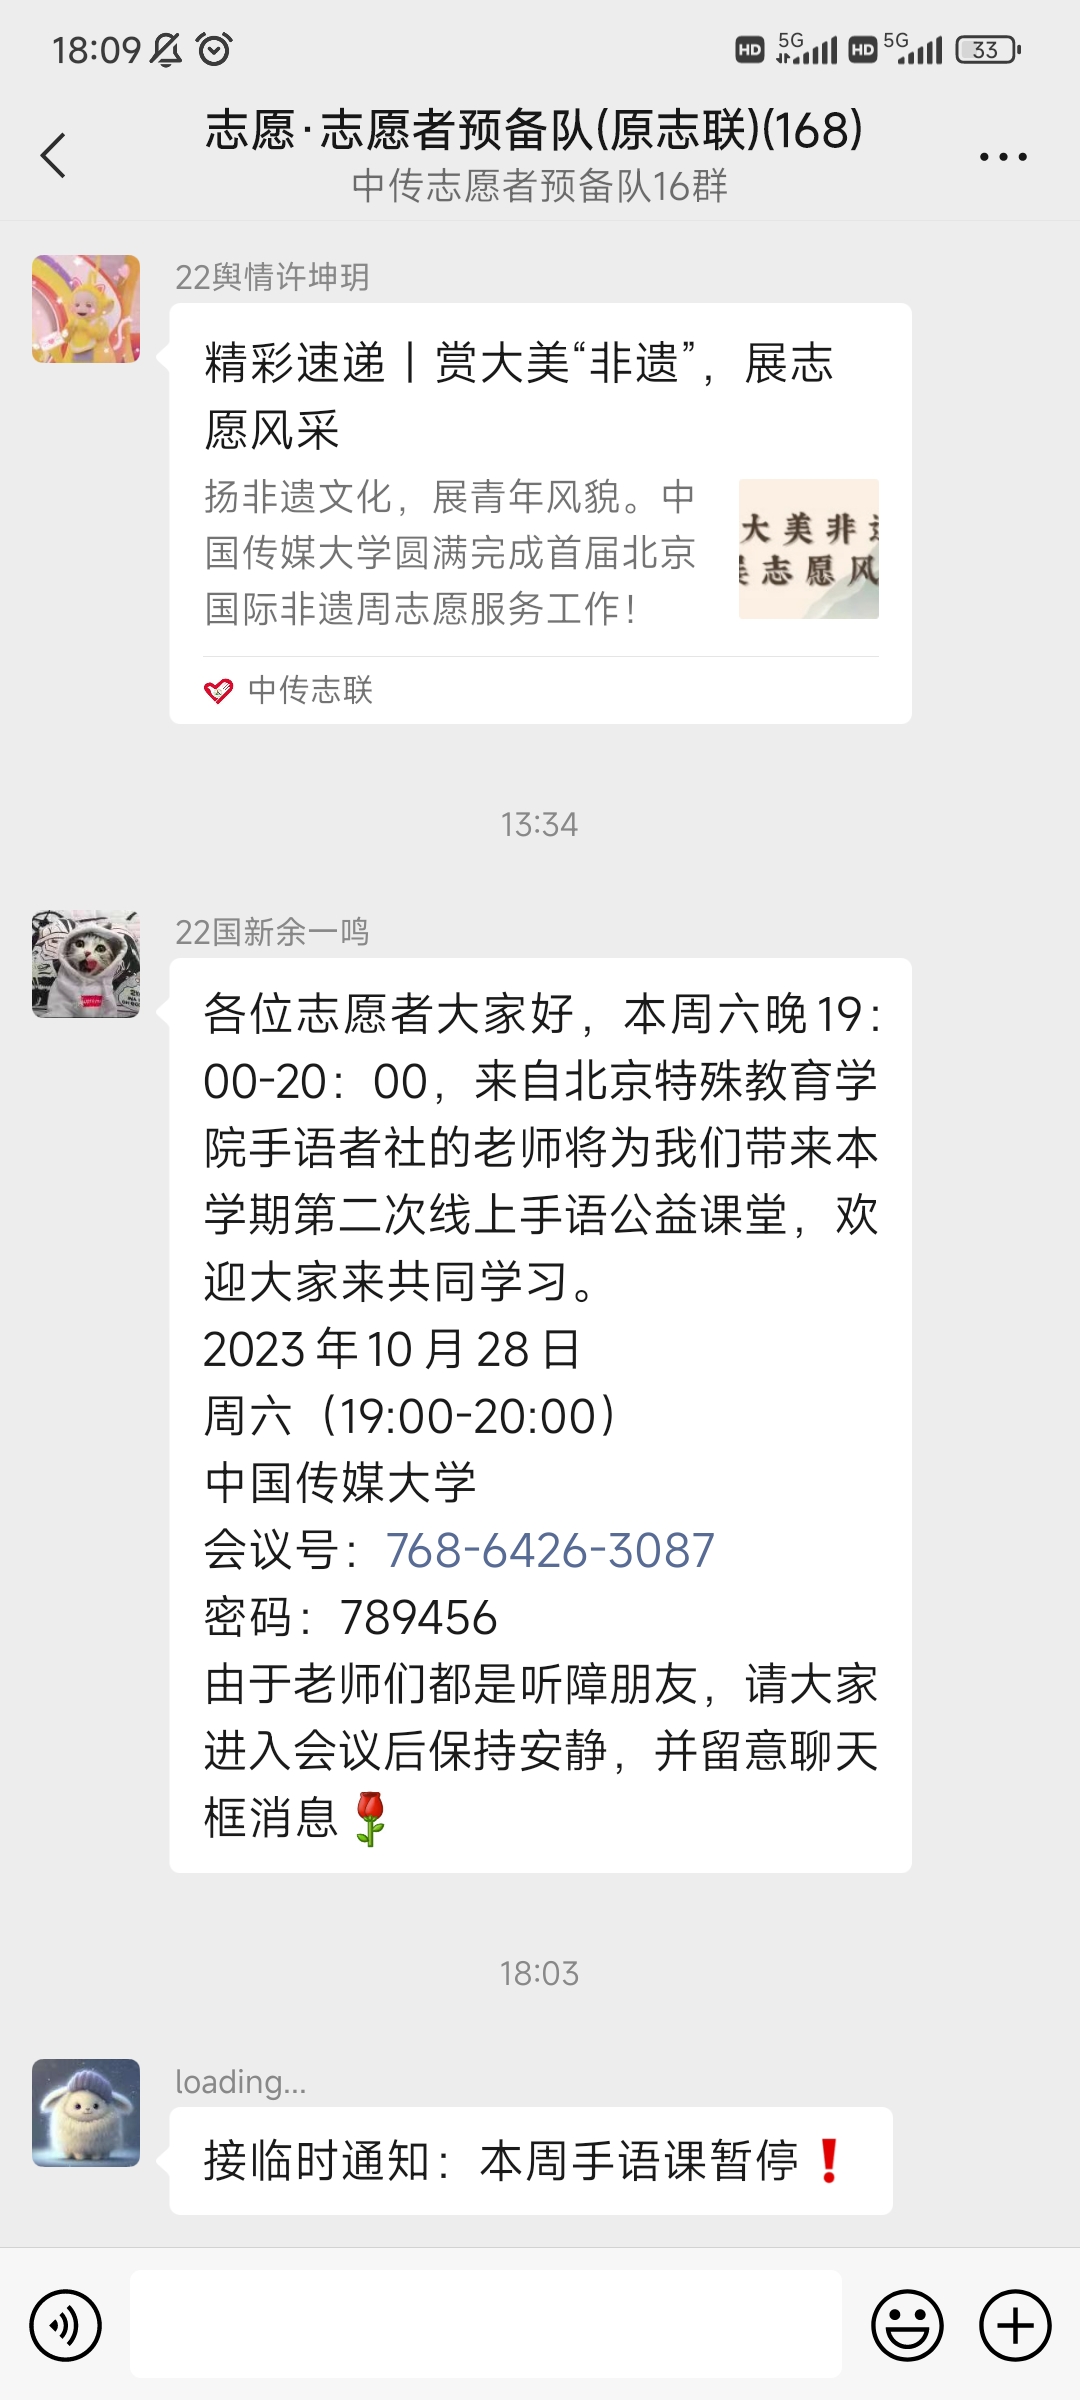 18:09
HD 5G HD 5G 33
志愿·志愿者预备队(原志联)(168)
中传志愿者预备队16群
22舆情许坤玥
精彩速递丨赏大美“非遗”，展志
愿风采
扬非遗文化，展青年风貌。中
国传媒大学圆满完成首届北京
国际非遗周志愿服务工作！
大美非
志愿风
中传志联
13:34
22国新余一鸣
各位志愿者大家好，本周六晚19：
00-20：00，来自北京特殊教育学
院手语者社的老师将为我们带来本
学期第二次线上手语公益课堂，欢
迎大家来共同学习。
2023年10月28日
周六（19:00-20:00）
中国传媒大学
会议号：768-6426-3087
密码：789456
由于老师们都是听障朋友，请大家
进入会议后保持安静，并留意聊天
框消息🌹
18:03
loading...
接临时通知：本周手语课暂停❗